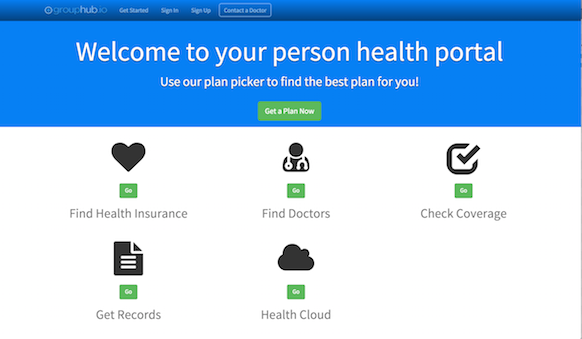 grouphub.io Get Started Sign In Sign Up Contact a Doctor
Welcome to your person health portal
Use our plan picker to find the best plan for you!
Get a Plan Now
Go Go Go
Find Health Insurance Find Doctors Check Coverage
Go Go
Get Records Health Cloud